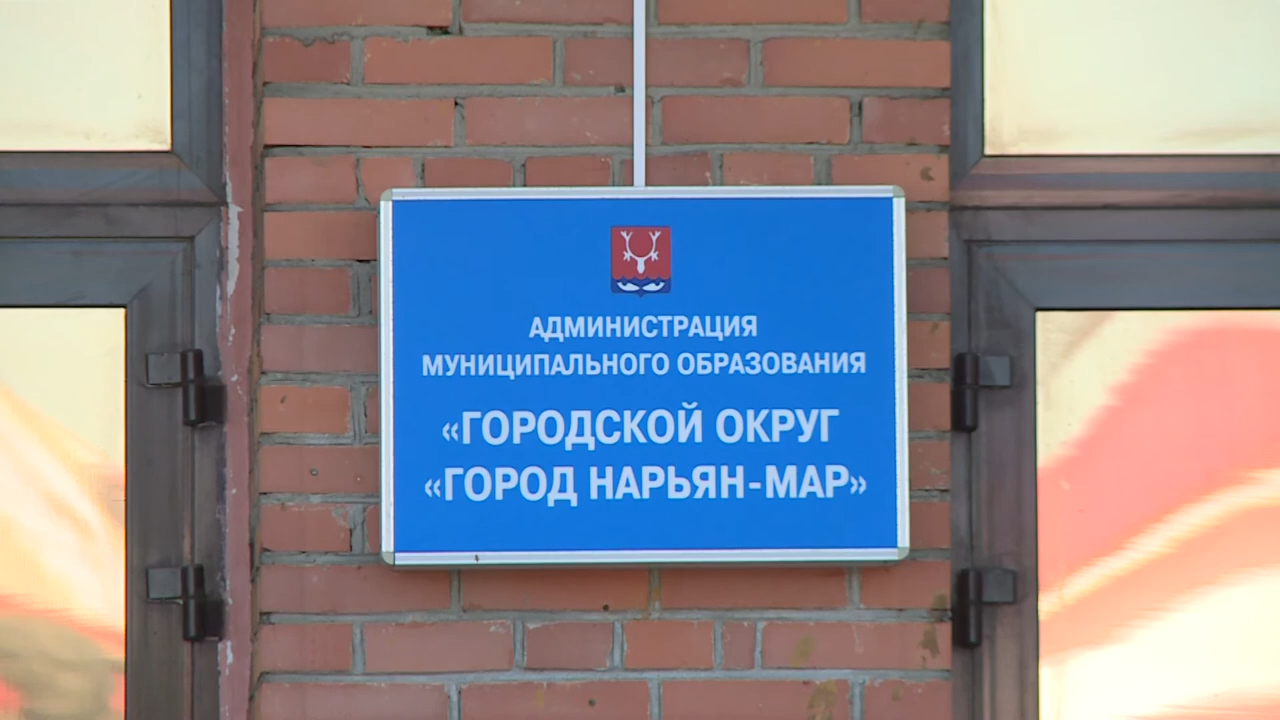 АДМИНИСТРАЦИЯ
МУНИЦИПАЛЬНОГО ОБРАЗОВАНИЯ
«ГОРОДСКОЙ ОКРУГ
«ГОРОД НАРЬЯН-МАР»